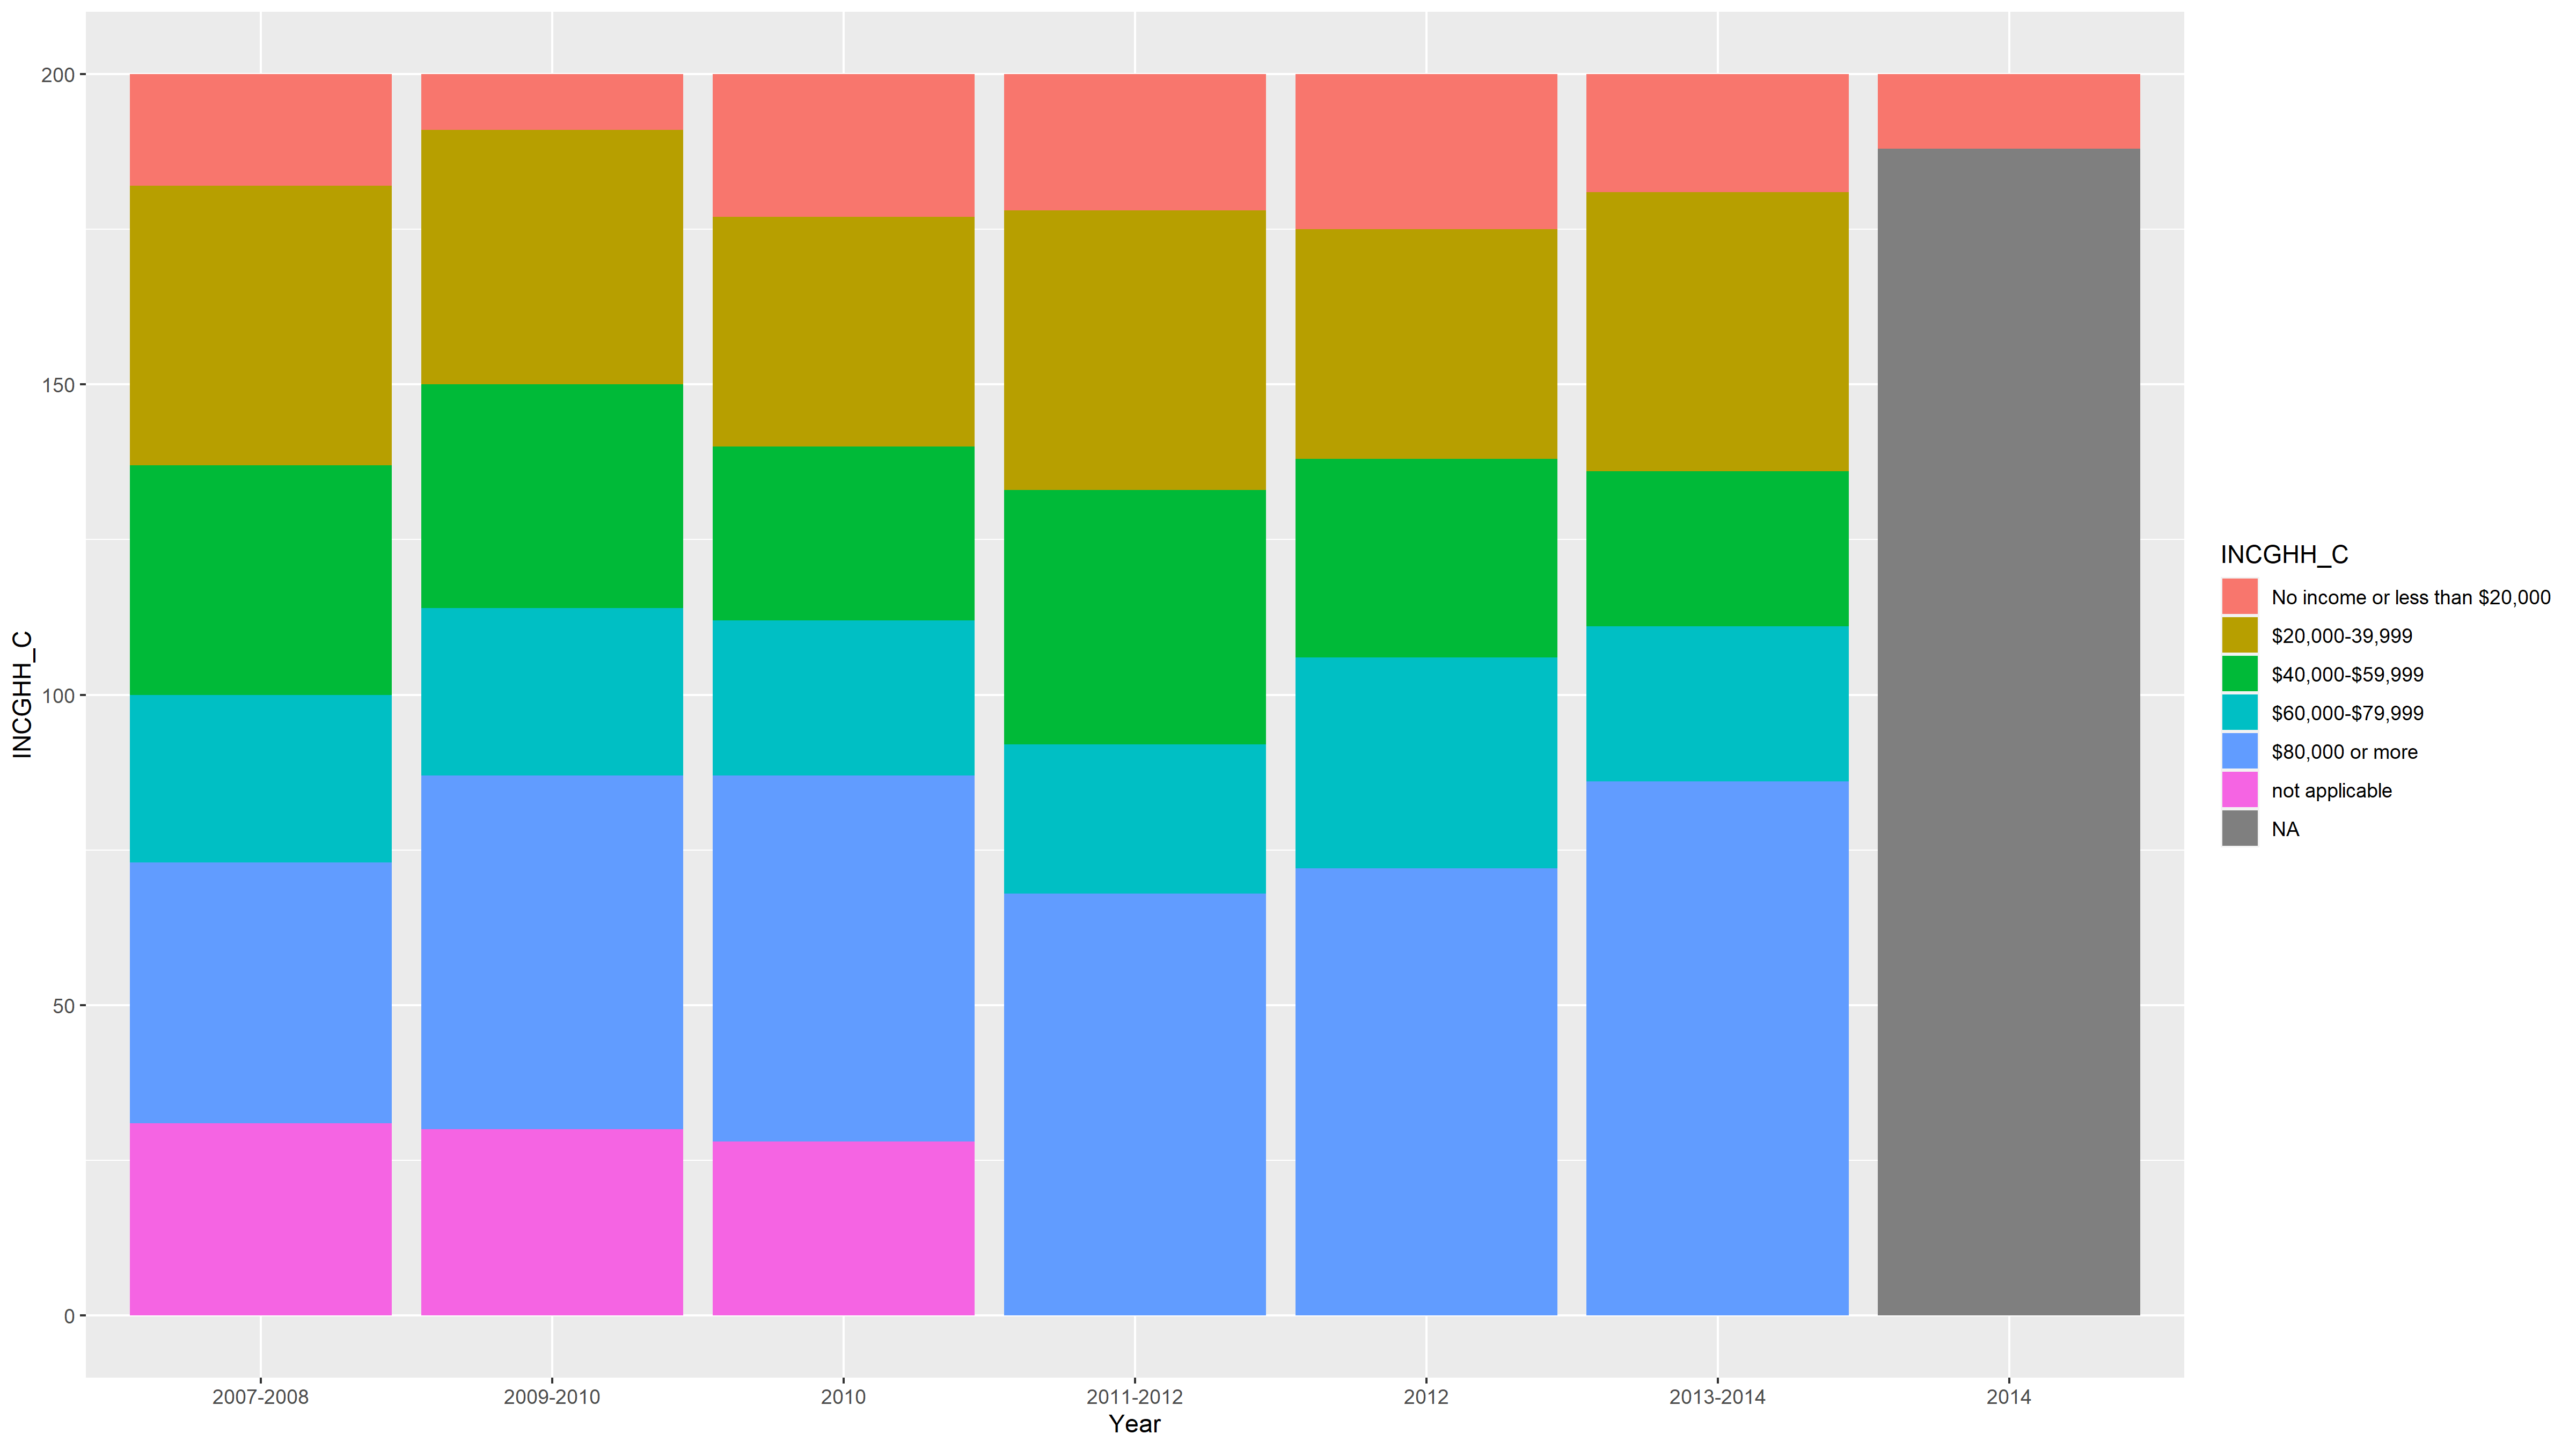 200
150
100
50
0
INCGHH_C
2007-2008
2009-2010
2010
2011-2012
2012
2013-2014
2014
Year
INCGHH_C
No income or less than $20,000
$20,000-39,999
$40,000-$59,999
$60,000-$79,999
$80,000 or more
not applicable
NA